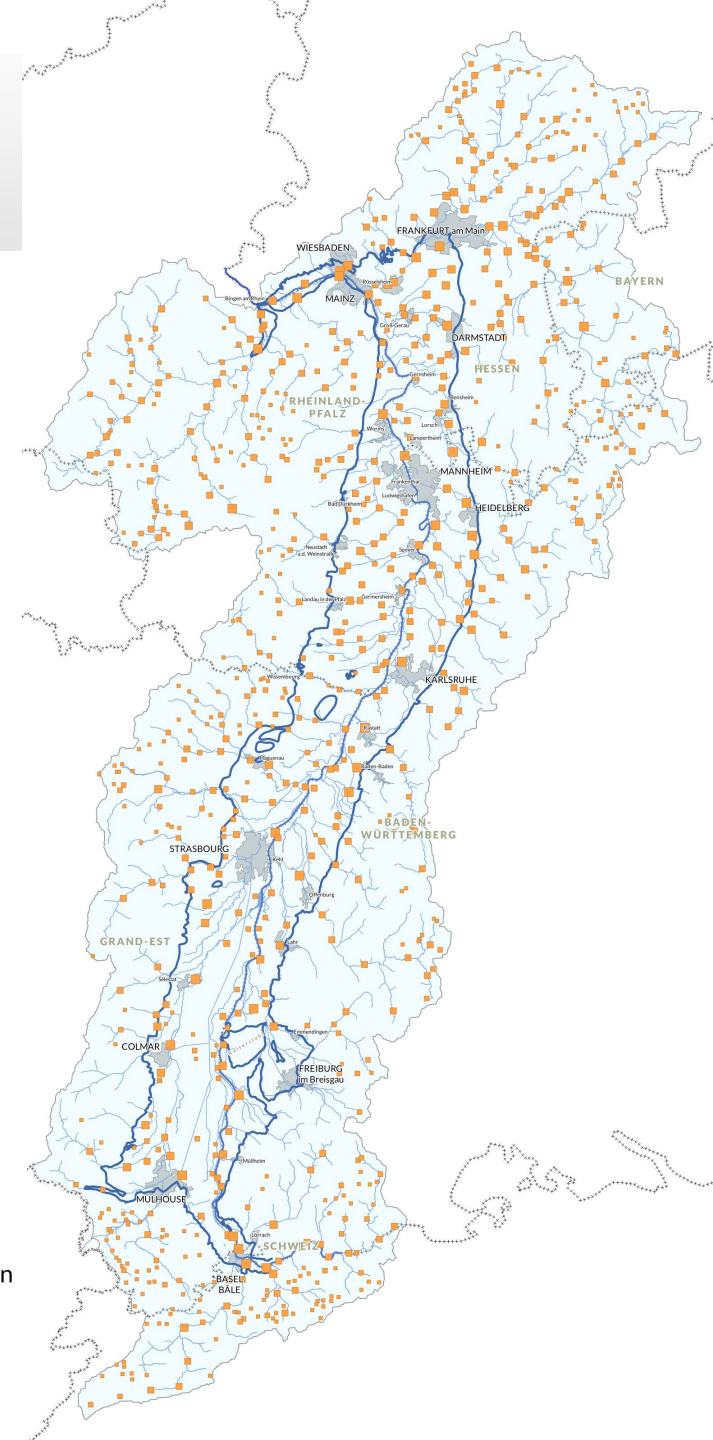 FRANKFURT am Main
WIESBADEN
BAYERN
Rüsselsheim
Bingen am Rhein
MAINZ
Groß-Gerau
DARMSTADT
HESSEN
Gernsheim
RHEINLAND-
PFALZ
Bensheim
Lorsch
Worms
Lampertheim
MANNHEIM
Frankenthal
Ludwigshafen
Bad Dürkheim
HEIDELBERG
Neustadt
a.d. Weinstraße
Speyer
Landau in der Pfalz
Germersheim
Wissembourg
KARLSRUHE
Rastatt
Haguenau
Baden-Baden
BADEN-
WÜRTTEMBERG
STRASBOURG
Kehl
Offenburg
GRAND-EST
Lahr
Sélestat
Emmendingen
COLMAR
Kaiserstuhl
FREIBURG
im Breisgau
Müllheim
MULHOUSE
Lörrach
SCHWEIZ
n
BASEL
BÂLE